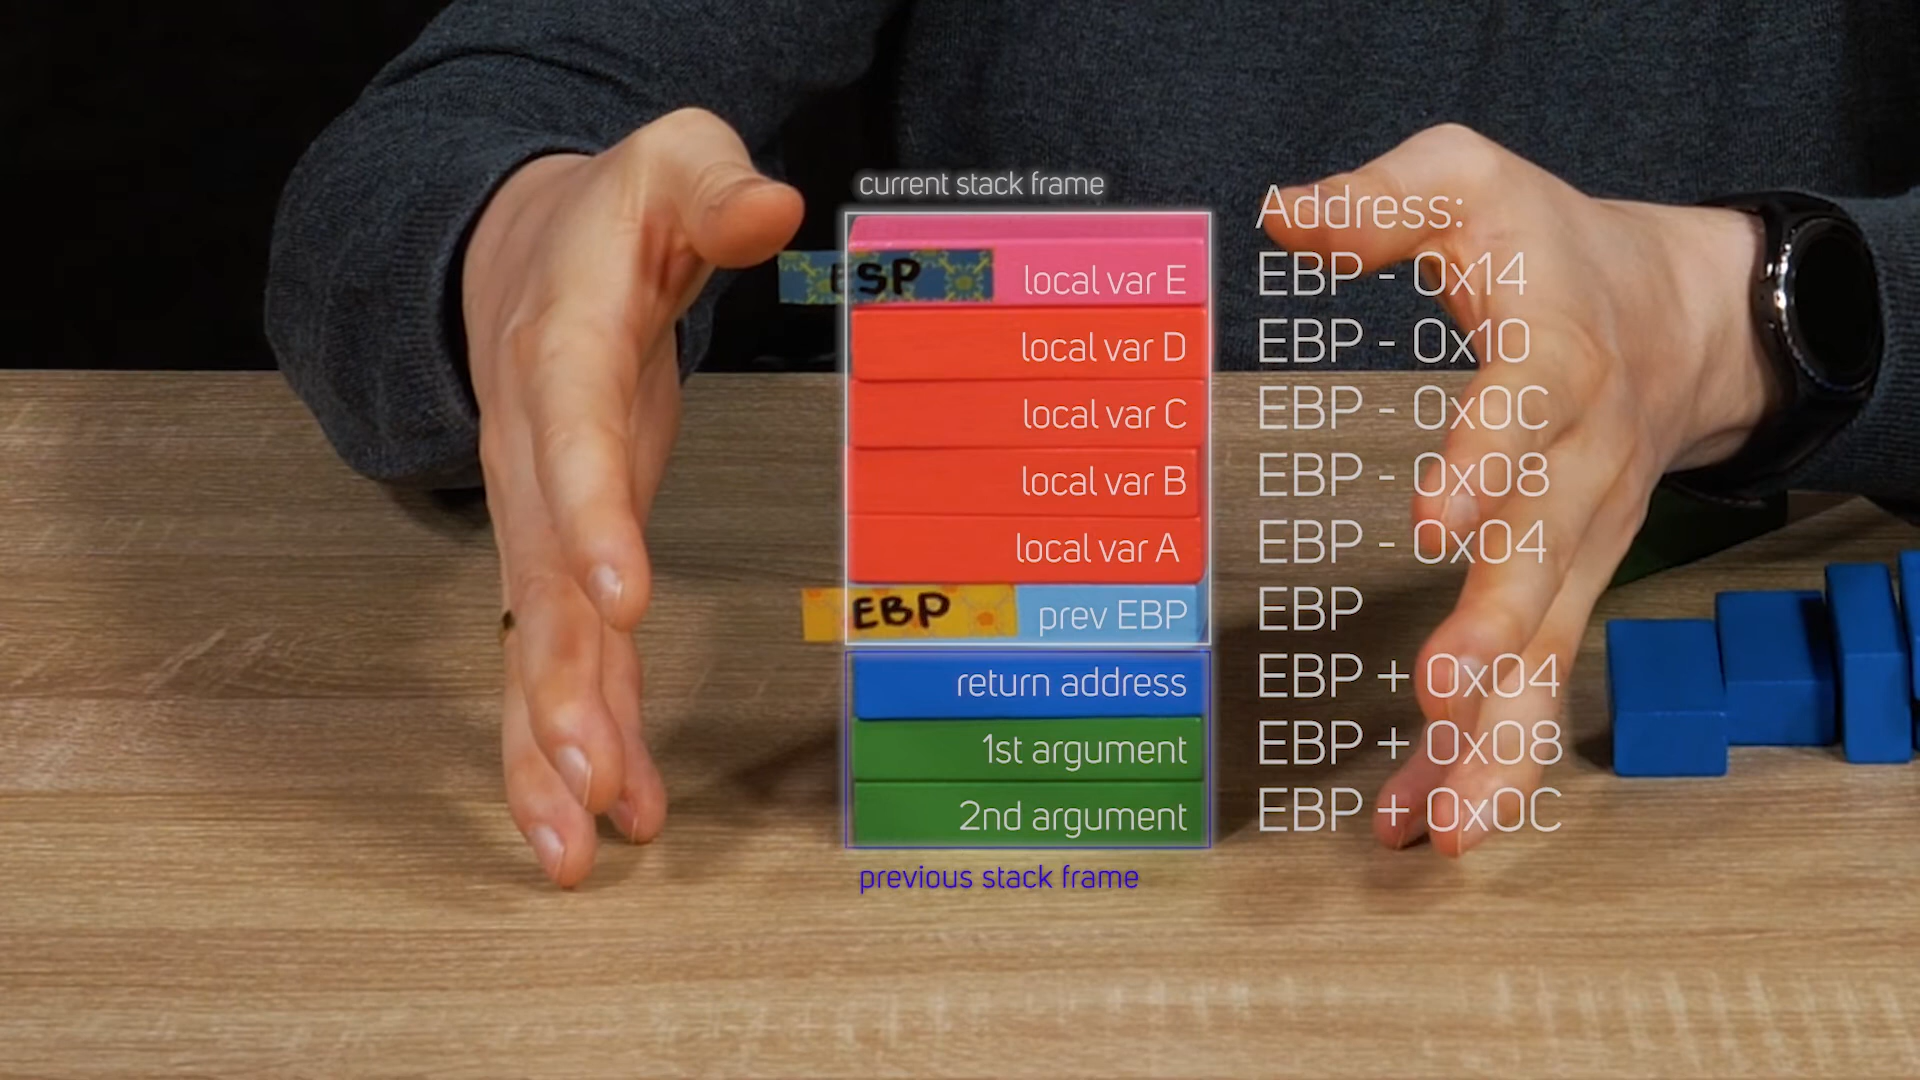 current stack frame
Address:
ESP local var E EBP - 0x14
local var D EBP - 0x10
local var C EBP - 0x0C
local var B EBP - 0x08
local var A EBP - 0x04
EBP prev EBP EBP
return address EBP + 0x04
1st argument EBP + 0x08
2nd argument EBP + 0x0C
previous stack frame